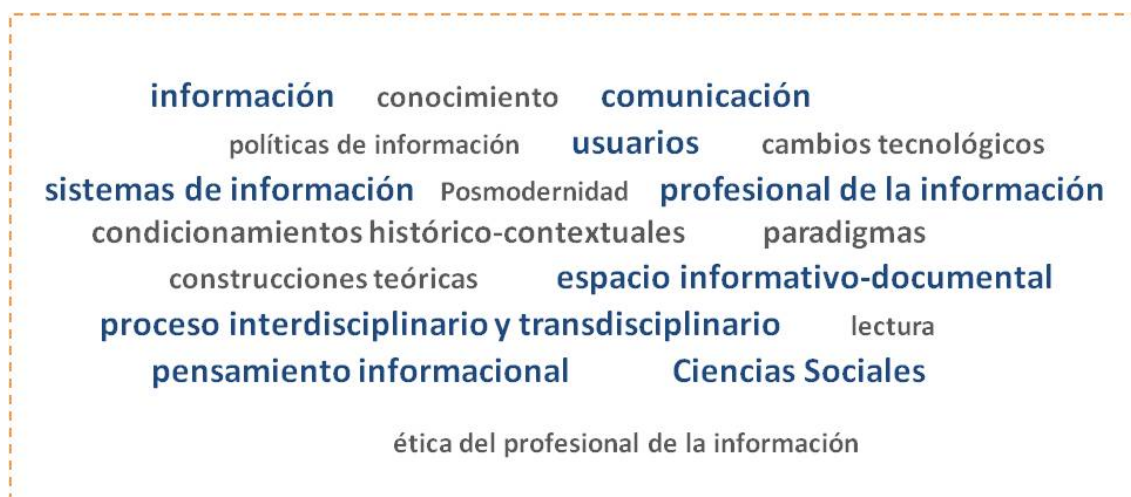 información conocimiento comunicación
políticas de información usuarios cambios tecnológicos
sistemas de información Posmodernidad profesional de la información
condicionamientos histórico-contextuales paradigmas
construcciones teóricas espacio informativo-documental
proceso interdisciplinario y transdisciplinario lectura
pensamiento informacional Ciencias Sociales
ética del profesional de la información